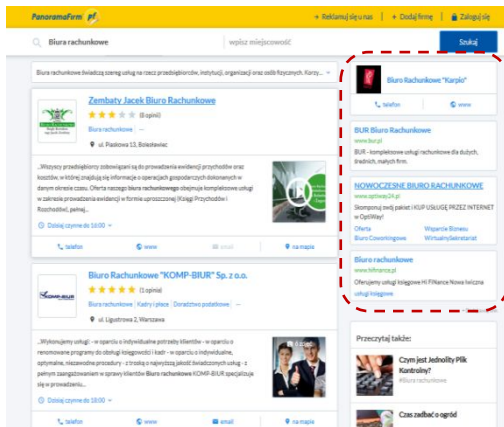 PanoramaFirm pf
Reklamuj się u nas
+ Dodaj firmę
Zaloguj się
Biura rachunkowe
wpisz miejscowość
Szukaj
Biura rachunkowe świadczą szereg usług na rzecz przedsiębiorców, instytucji, organizacji oraz osób fizycznych. Korzy...
Zembaty Jacek Biuro Rachunkowe
Biura rachunkowe
ul. Piaskowa 13, Bolesławiec
...Wszyscy przedsiębiorcy zobowiązani są do prowadzenia ewidencji przychodów oraz
kosztów, w której znajdują się informacje o operacjach gospodarczych dokonanych w
danym okresie czasu. Oferta naszego biura rachunkowego obejmuje kompleksowe usługi
w zakresie prowadzenia ewidencji w formie uproszczonej (Księgi Przychodów i
Rozchodów), pełnej...
Dzisiaj czynne do 16:00
telefon
www
email
na mapie
Biuro Rachunkowe "KOMP-BIUR" Sp. z o.o.
KOMP-BIUR
(1 opinia)
Biura rachunkowe | Kadry i płace | Doradztwo podatkowe
ul. Ligustrowa 2, Warszawa
...Wykonujemy usługi - w oparciu o indywidualne potrzeby klientów - w oparciu o
renomowane programy do obsługi księgowości i kadr - w oparciu o indywidualne,
optymalne, niezawodne procedury - z troską o najwyższą jakość świadczonych usług - z
pełnym zaangażowaniem w sprawy klientów Biuro rachunkowe KOMP-BIUR specjalizuje
się w prowadzeniu...
Dzisiaj czynne do 18:00
telefon
www
email
na mapie
Biuro Rachunkowe "Karpio"
telefon
www
BUR Biuro Rachunkowe
www.bur.pl
BUR - kompleksowe usługi rachunkowe dla dużych,
średnich, małych firm.
NOWOCZESNE BIURO RACHUNKOWE
www.optiway24.pl
Skomponuj swój pakiet i KUP USŁUGĘ PRZEZ INTERNET
w OptiWay!
Oferta
Wsparcie Biznesu
Biuro Coworkingowe
WirtualnySekretariat
Biuro rachunkowe
www.hifinance.pl
Oferujemy usługi księgowe Hi FiNance Nowa Iwiczna
usługi księgowe
Przeczytaj także:
Czym jest Jednolity Plik
Kontrolny?
#Biura rachunkowe
Czas zadbać o ogród